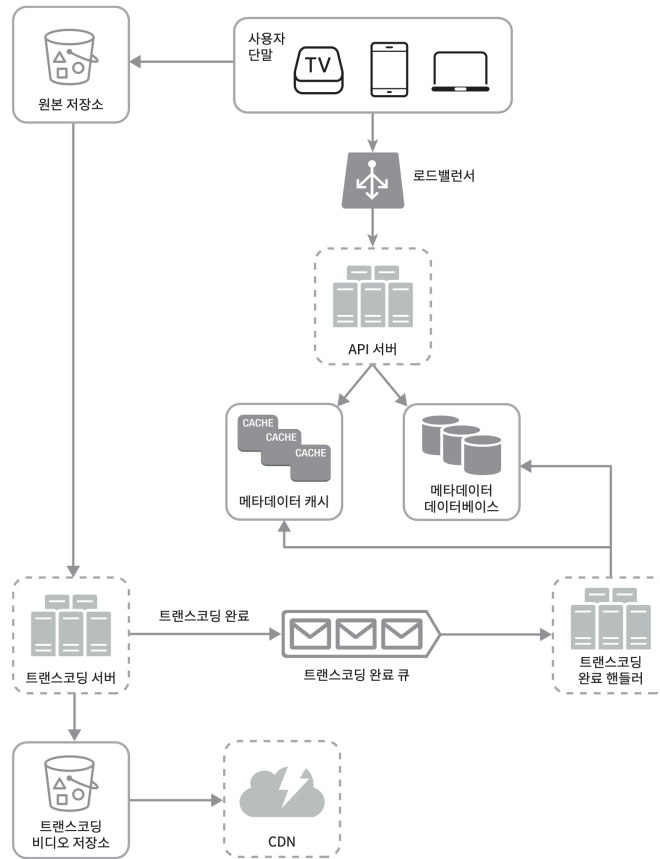 사용자
단말
TV
원본 저장소
로드밸런서
API 서버
CACHE
CACHE
CACHE
메타데이터 캐시
메타데이터
데이터베이스
트랜스코딩 서버
트랜스코딩 완료
트랜스코딩 완료 큐
트랜스코딩
완료 핸들러
트랜스코딩
비디오 저장소
CDN